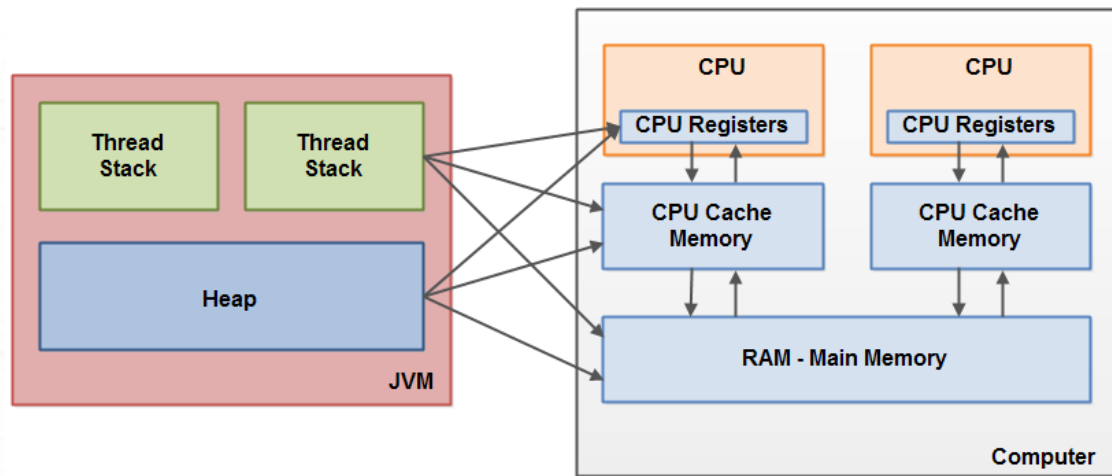 CPU
CPU
CPU Registers
CPU Registers
Thread
Stack
Thread
Stack
CPU Cache
Memory
CPU Cache
Memory
Heap
RAM - Main Memory
JVM
Computer